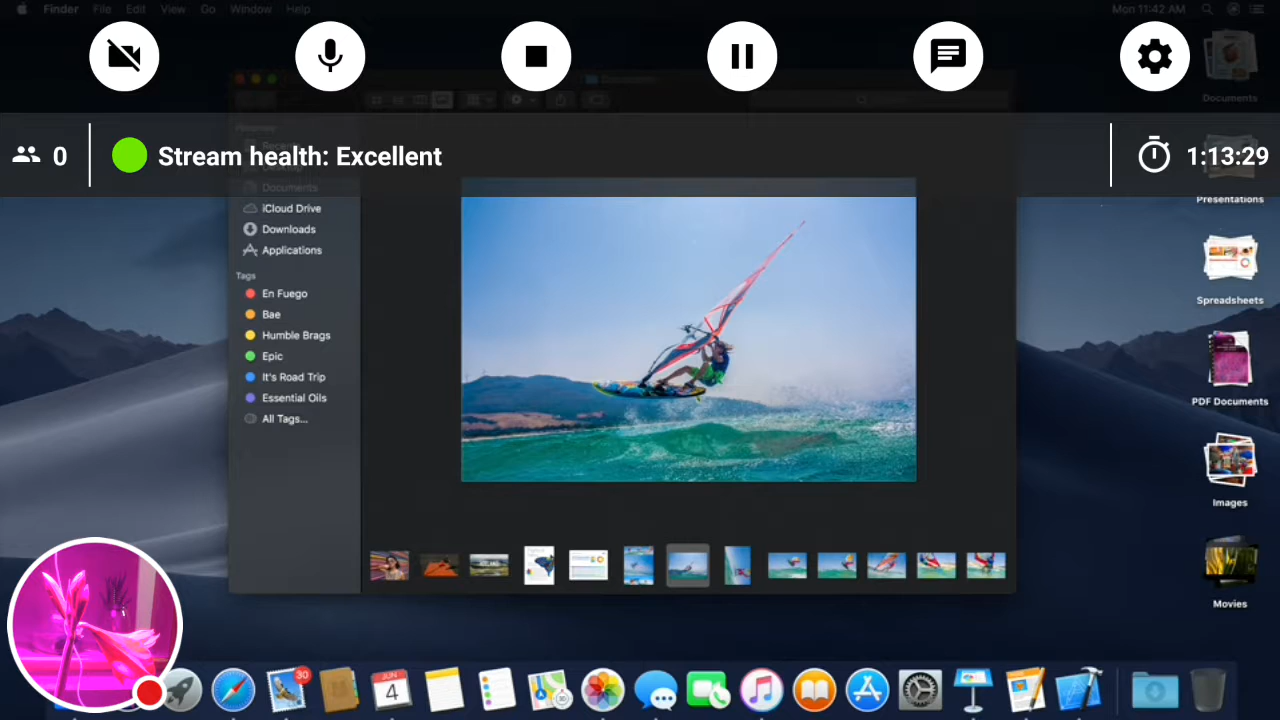 Finder File Edit View Go Window Help Mon 11:42 AM
Documents
0 Stream health: Excellent 1:13:29
Documents
iCloud Drive
Downloads
Applications
Tags
En Fuego
Bae
Humble Brags
Epic
It's Road Trip
Essential Oils
All Tags...
Presentations
Spreadsheets
PDF Documents
Images
Movies
30
JUN
4